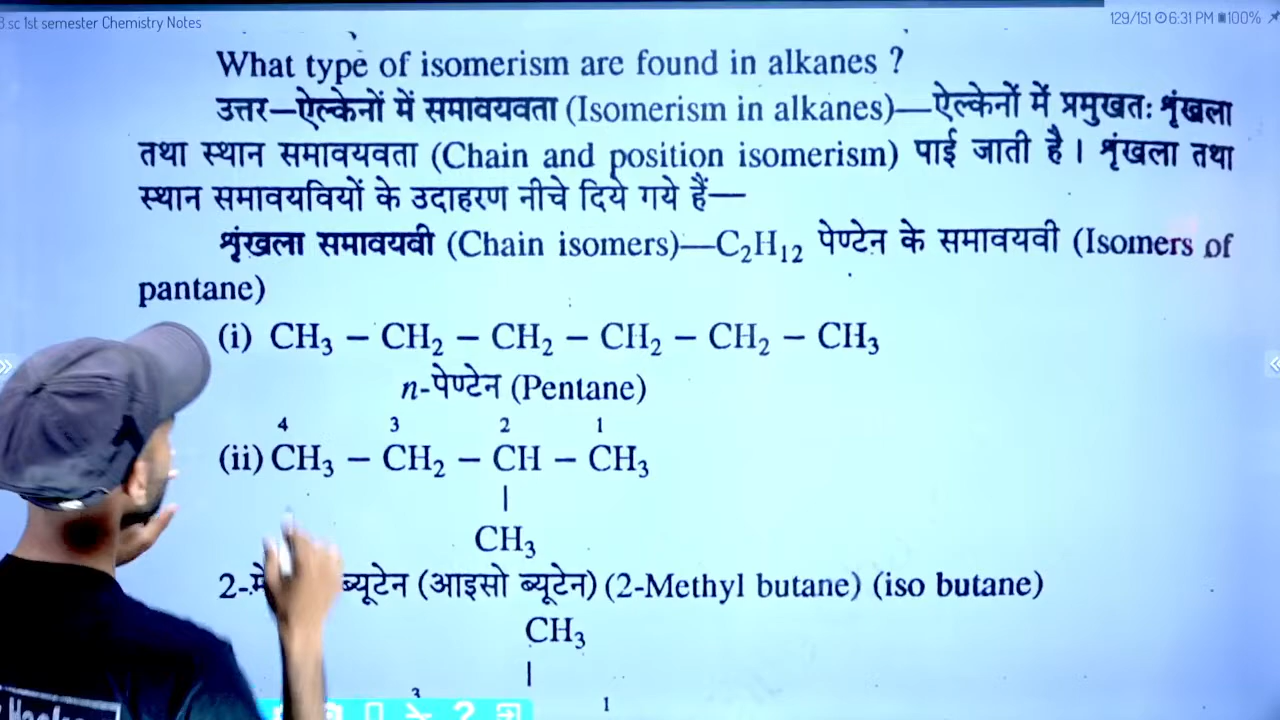 B.sc 1st semester Chemistry Notes
129/151 6:31 PM 100%
What type of isomerism are found in alkanes ?
उत्तर–ऐल्केनों में समावयवता (Isomerism in alkanes)—ऐल्केनों में प्रमुखतः शृंखला
तथा स्थान समावयवता (Chain and position isomerism) पाई जाती है। शृंखला तथा
स्थान समावयवियों के उदाहरण नीचे दिये गये हैं—
शृंखला समावयवी (Chain isomers)—C₂H₁₂ पेण्टेन के समावयवी (Isomers of
pantane)
(i) CH₃ – CH₂ – CH₂ – CH₂ – CH₂ – CH₃
n-पेण्टेन (Pentane)
4 3 2 1
(ii) CH₃ – CH₂ – CH – CH₃
|
CH₃
2- ब्यूटेन (आइसो ब्यूटेन) (2-Methyl butane) (iso butane)
CH₃
|
3 1